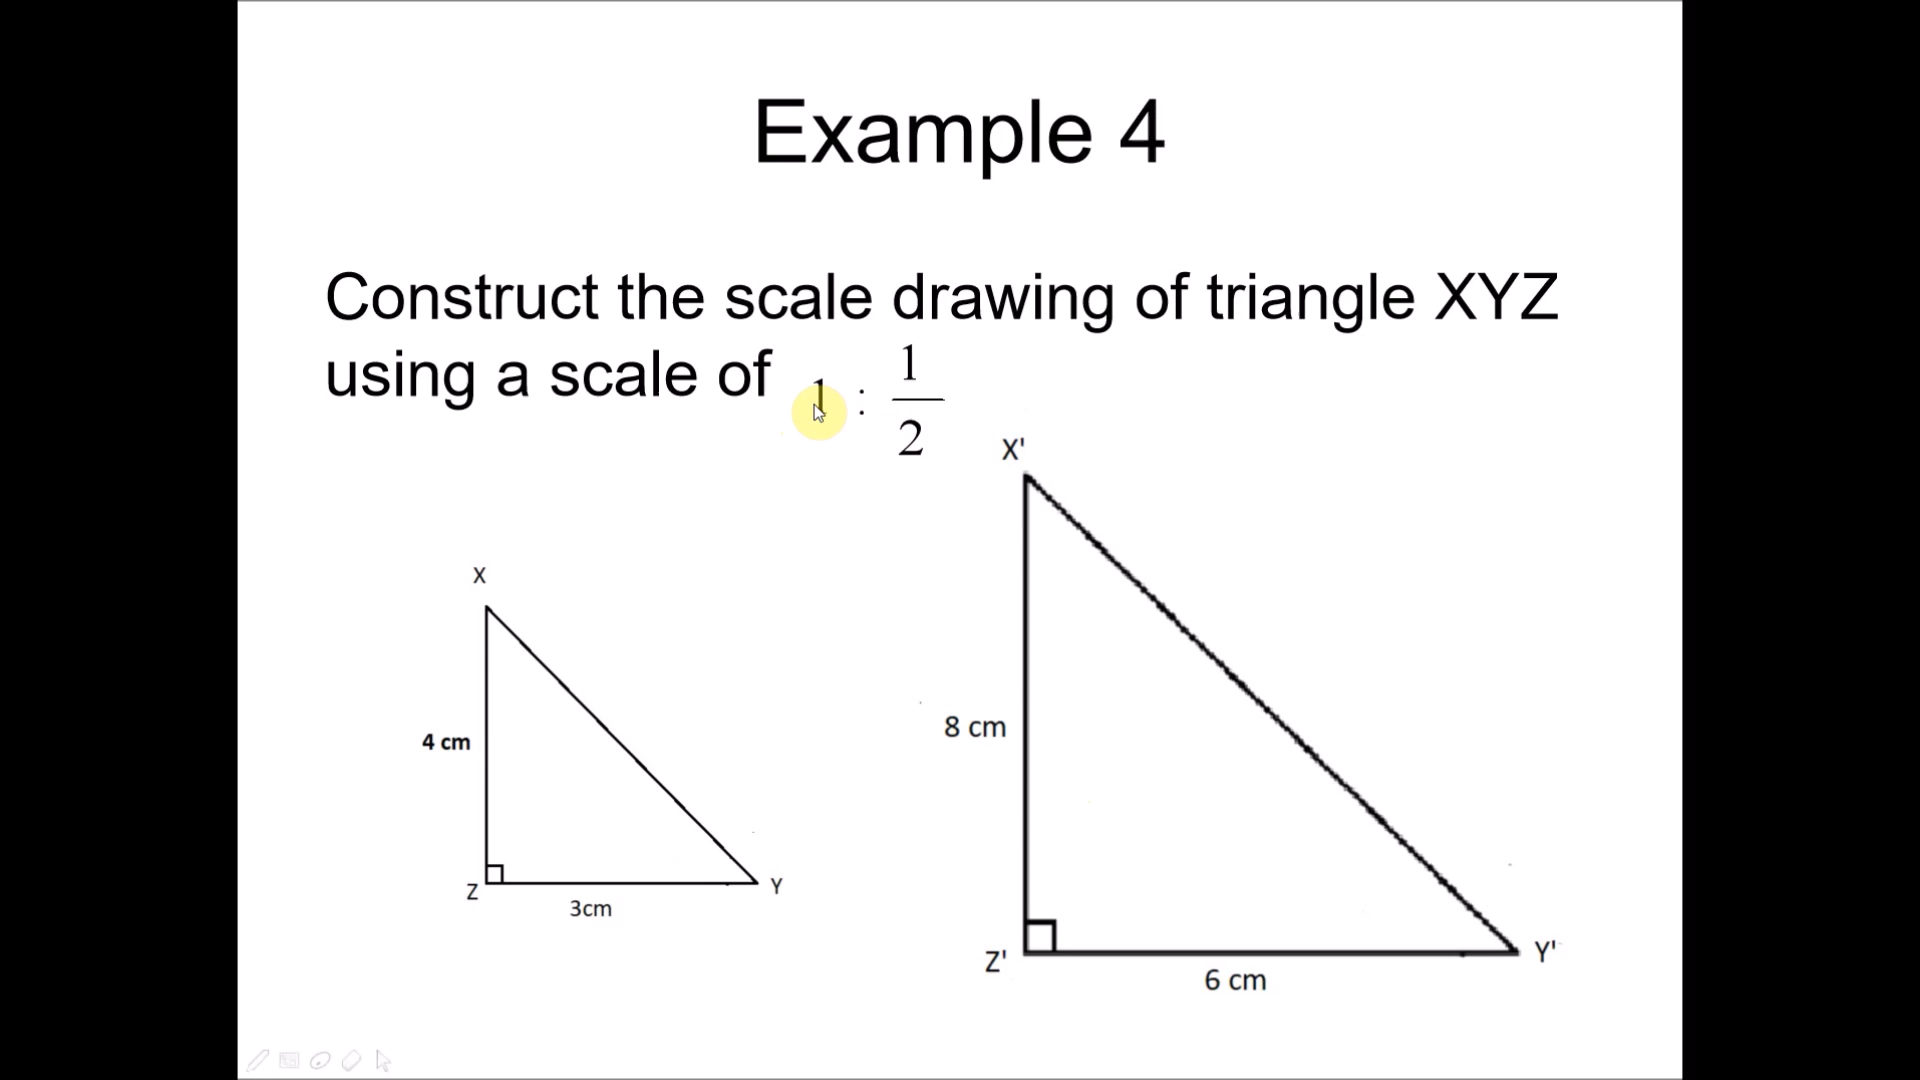 Example 4
Construct the scale drawing of triangle XYZ
using a scale of 1 : 1/2
X'
X
4 cm
8 cm
Z
Y
3cm
Z'
Y'
6 cm